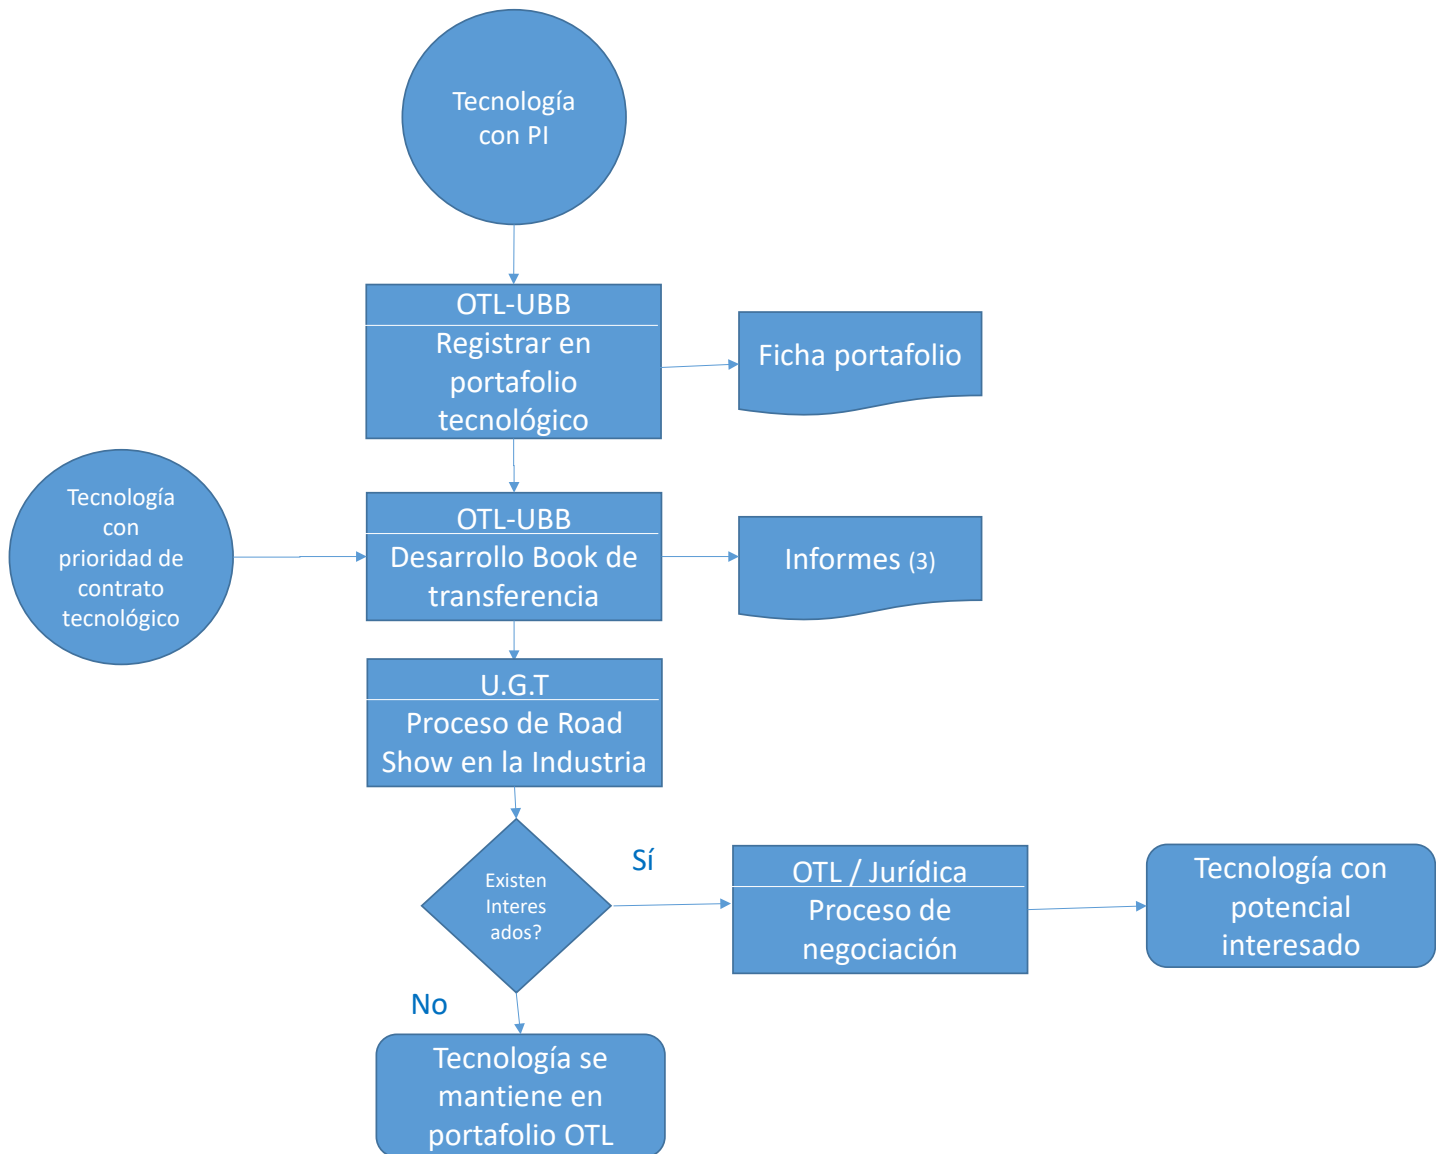 Tecnología
con PI
OTL-UBB
Registrar en
portafolio
tecnológico
Ficha portafolio
Tecnología
con
prioridad de
contrato
tecnológico
OTL-UBB
Desarrollo Book de
transferencia
Informes (3)
U.G.T
Proceso de Road
Show en la Industria
Existen
Interes
ados?
Sí
OTL / Jurídica
Proceso de
negociación
Tecnología con
potencial
interesado
No
Tecnología se
mantiene en
portafolio OTL